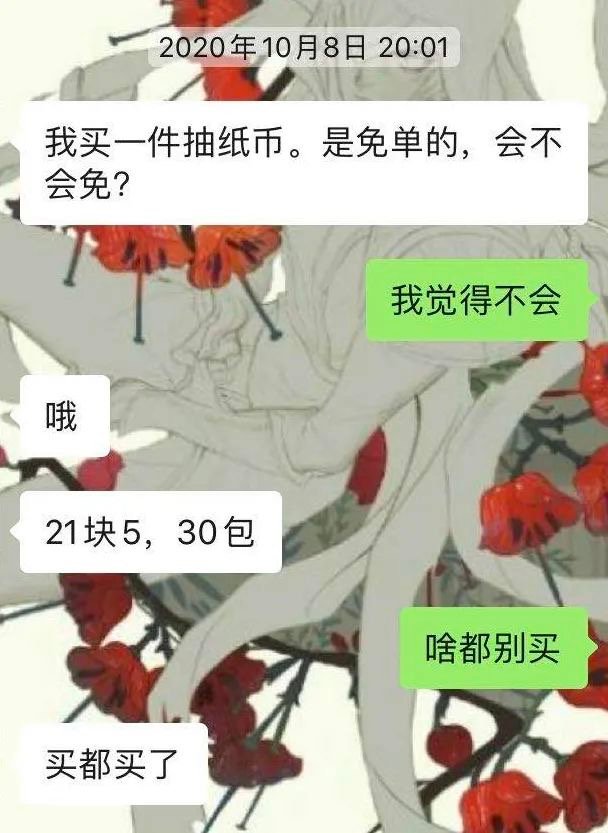 2020年10月8日 20:01
我买一件抽纸币。是免单的，会不
会免？
我觉得不会
哦
21块5，30包
啥都别买
买都买了